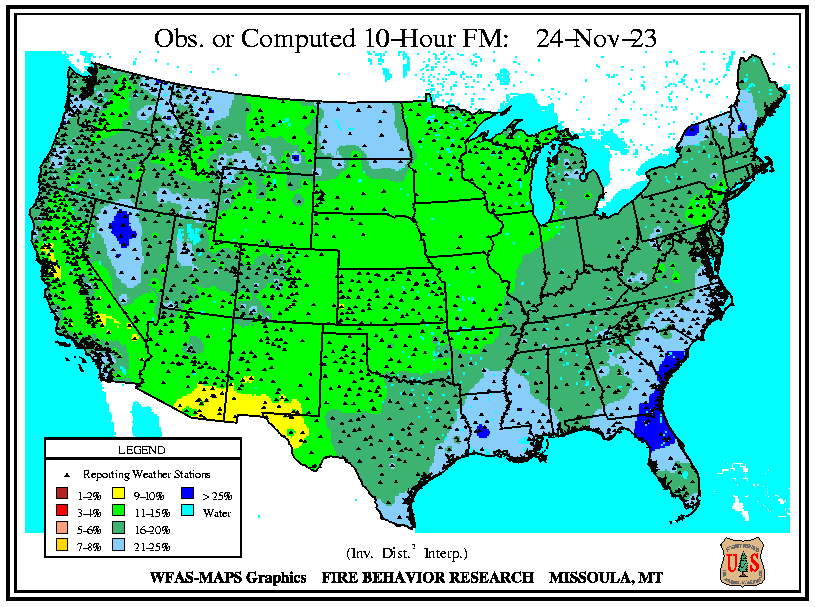 Obs. or Computed 10-Hour FM: 24-Nov-23
LEGEND
Reporting Weather Stations
1-2% 9-10% > 25%
3-4% 11-15% Water
5-6% 16-20%
7-8% 21-25%
(Inv. Dist.² Interp.)
WFAS-MAPS Graphics FIRE BEHAVIOR RESEARCH MISSOULA, MT
U S